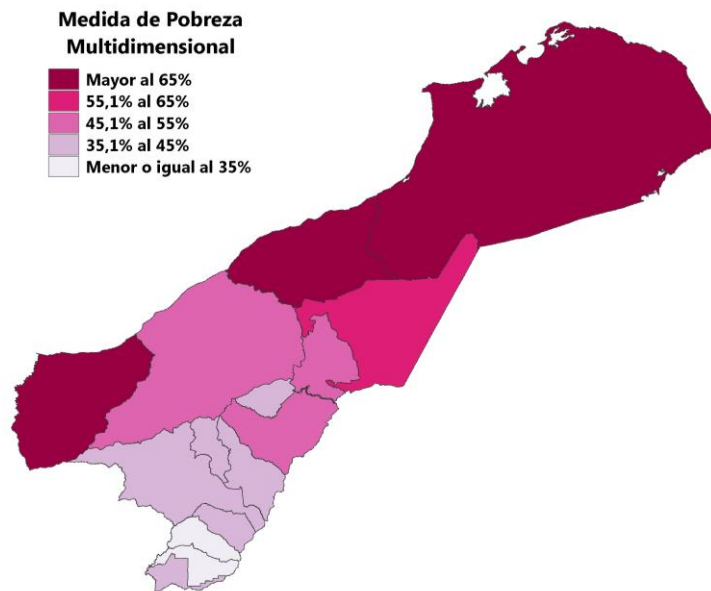 Medida de Pobreza
Multidimensional
Mayor al 65%
55,1% al 65%
45,1% al 55%
35,1% al 45%
Menor o igual al 35%